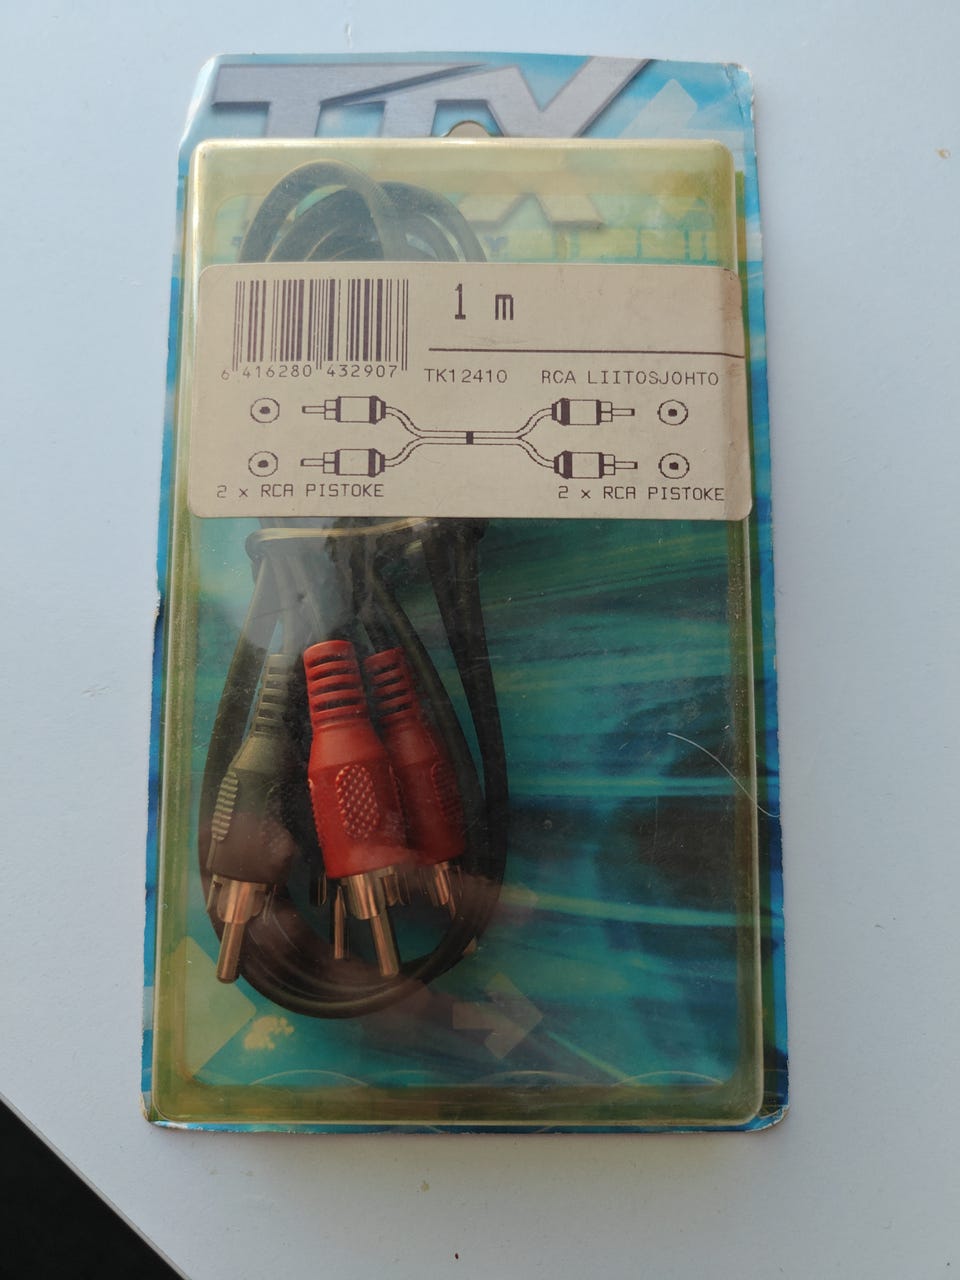 1 m
6 416280 432907
TK12410 RCA LIITOSJOHTO
2 x RCA PISTOKE
2 x RCA PISTOKE